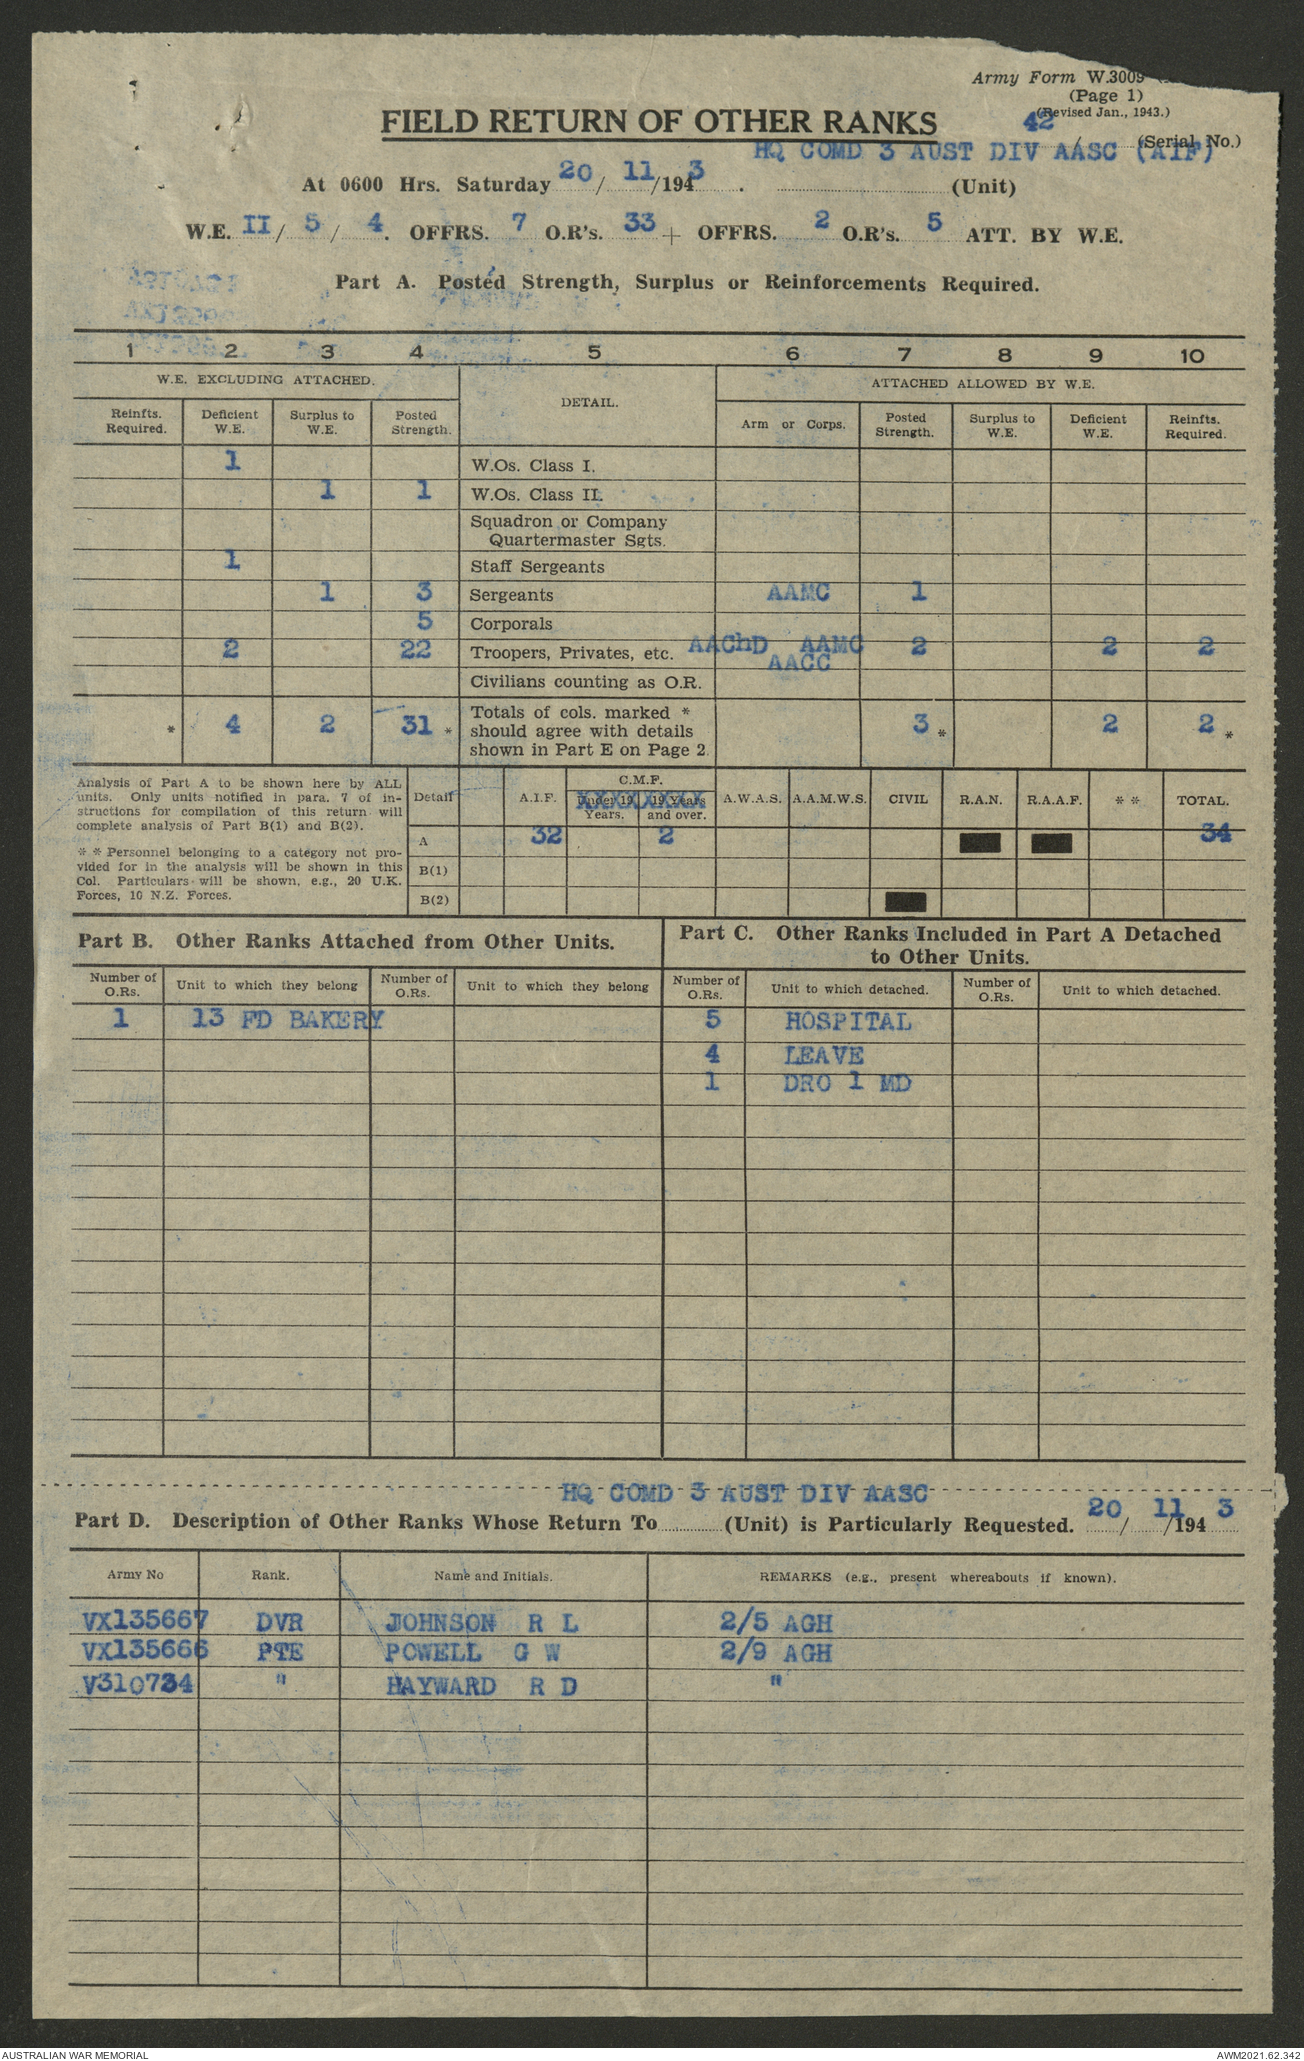 Army Form W.3009
(Page 1)
(Revised Jan., 1943.)
FIELD RETURN OF OTHER RANKS
42 / (Serial No.)
HQ COMD 3 AUST DIV AASC (AIF)
At 0600 Hrs. Saturday 20 / 11 /194 3 . (Unit)
W.E. II / 5 / 4. OFFRS. 7 O.R's. 33 + OFFRS. 2 O.R's. 5 ATT. BY W.E.
Part A. Posted Strength, Surplus or Reinforcements Required.
1 2 3 4 5 6 7 8 9 10
W.E. EXCLUDING ATTACHED. DETAIL. ATTACHED ALLOWED BY W.E.
Reinfts. Required. Deficient W.E. Surplus to W.E. Posted Strength. Arm or Corps. Posted Strength. Surplus to W.E. Deficient W.E. Reinfts. Required.
1 W.Os. Class I.
1 1 W.Os. Class II.
Squadron or Company
Quartermaster Sgts.
1 Staff Sergeants
1 3 Sergeants AAMC 1
5 Corporals
2 22 Troopers, Privates, etc. AAChD AAMC 2 2 2
AACC
Civilians counting as O.R.
* 4 2 31 * Totals of cols. marked * 3 * 2 2 *
should agree with details
shown in Part E on Page 2.
Analysis of Part A to be shown here by ALL
units. Only units notified in para. 7 of in-
structions for compilation of this return will
complete analysis of Part B(1) and B(2).
* * Personnel belonging to a category not pro-
vided for in the analysis will be shown in this
Col. Particulars will be shown, e.g., 20 U.K.
Forces, 10 N.Z. Forces.
Detail A.I.F. C.M.F. A.W.A.S. A.A.M.W.S. CIVIL R.A.N. R.A.A.F. * * TOTAL.
Under 19 Years. 19 Years and over.
A 32 2 34
B(1)
B(2)
Part B. Other Ranks Attached from Other Units.
Number of O.Rs. Unit to which they belong Number of O.Rs. Unit to which they belong
1 13 FD BAKERY
Part C. Other Ranks Included in Part A Detached
to Other Units.
Number of O.Rs. Unit to which detached. Number of O.Rs. Unit to which detached.
5 HOSPITAL
4 LEAVE
1 DRO 1 MD
HQ COMD 3 AUST DIV AASC
Part D. Description of Other Ranks Whose Return To (Unit) is Particularly Requested. 20 / 11 /194 3
Army No Rank. Name and Initials. REMARKS (e.g., present whereabouts if known).
VX135667 DVR JOHNSON R L 2/5 AGH
VX135666 PTE POWELL G W 2/9 AGH
V310734 " HAYWARD R D "
AUSTRALIAN WAR MEMORIAL AWM2021.62.342